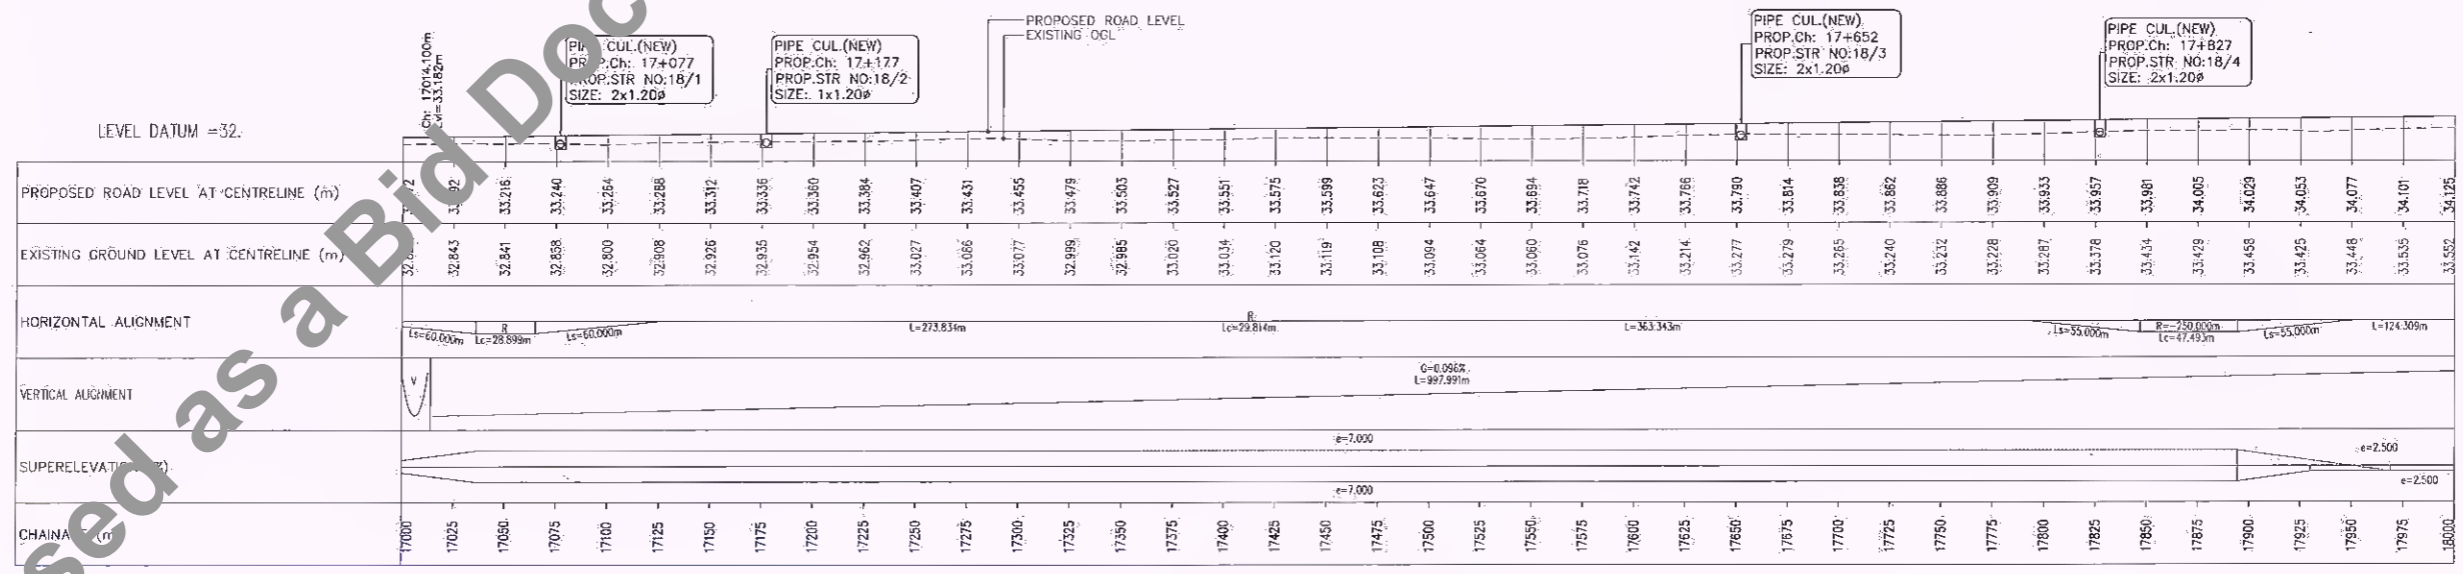 PROPOSED ROAD LEVEL
EXISTING OGL
PIPE CUL.(NEW)
PROP.Ch: 17+077
PROP.STR NO:18/1
SIZE: 2x1.20ø
PIPE CUL.(NEW)
PROP.Ch: 17+177
PROP.STR NO:18/2
SIZE: 1x1.20ø
PIPE CUL.(NEW)
PROP.Ch: 17+652
PROP.STR NO:18/3
SIZE: 2x1.20ø
PIPE CUL.(NEW)
PROP.Ch: 17+827
PROP.STR NO:18/4
SIZE: 2x1.20ø
Ch: 17014.100m
Lvl=33.182m
LEVEL DATUM =32.
PROPOSED ROAD LEVEL AT CENTRELINE (m) 33.216 33.240 33.264 33.288 33.312 33.336 33.360 33.384 33.407 33.431 33.455 33.479 33.503 33.527 33.551 33.575 33.599 33.623 33.647 33.670 33.694 33.718 33.742 33.766 33.790 33.814 33.838 33.862 33.886 33.909 33.933 33.957 33.981 34.005 34.029 34.053 34.077 34.101 34.125
EXISTING GROUND LEVEL AT CENTRELINE (m) 32.843 32.841 32.858 32.800 32.908 32.926 32.935 32.954 32.962 33.027 33.066 33.077 32.999 32.985 33.020 33.034 33.120 33.119 33.108 33.094 33.064 33.060 33.076 33.142 33.214 33.277 33.279 33.265 33.240 33.232 33.228 33.287 33.378 33.434 33.429 33.458 33.425 33.448 33.535 33.552
HORIZONTAL ALIGNMENT
Ls=60.000m R Lc=28.899m Ls=60.000m L=273.834m R Lc=29.814m L=363.343m Ls=55.000m R=-250.000m Lc=47.493m Ls=55.000m L=124.309m
VERTICAL ALIGNMENT
V
G=0.096%
L=997.991m
SUPERELEVATI %)
e=7.000
e=7.000
e=2.500
e=2.500
CHAINA (m
17000 17025 17050 17075 17100 17125 17150 17175 17200 17225 17250 17275 17300 17325 17350 17375 17400 17425 17450 17475 17500 17525 17550 17575 17600 17625 17650 17675 17700 17725 17750 17775 17800 17825 17850 17875 17900 17925 17950 17975 18000
sed as a Bid Doc